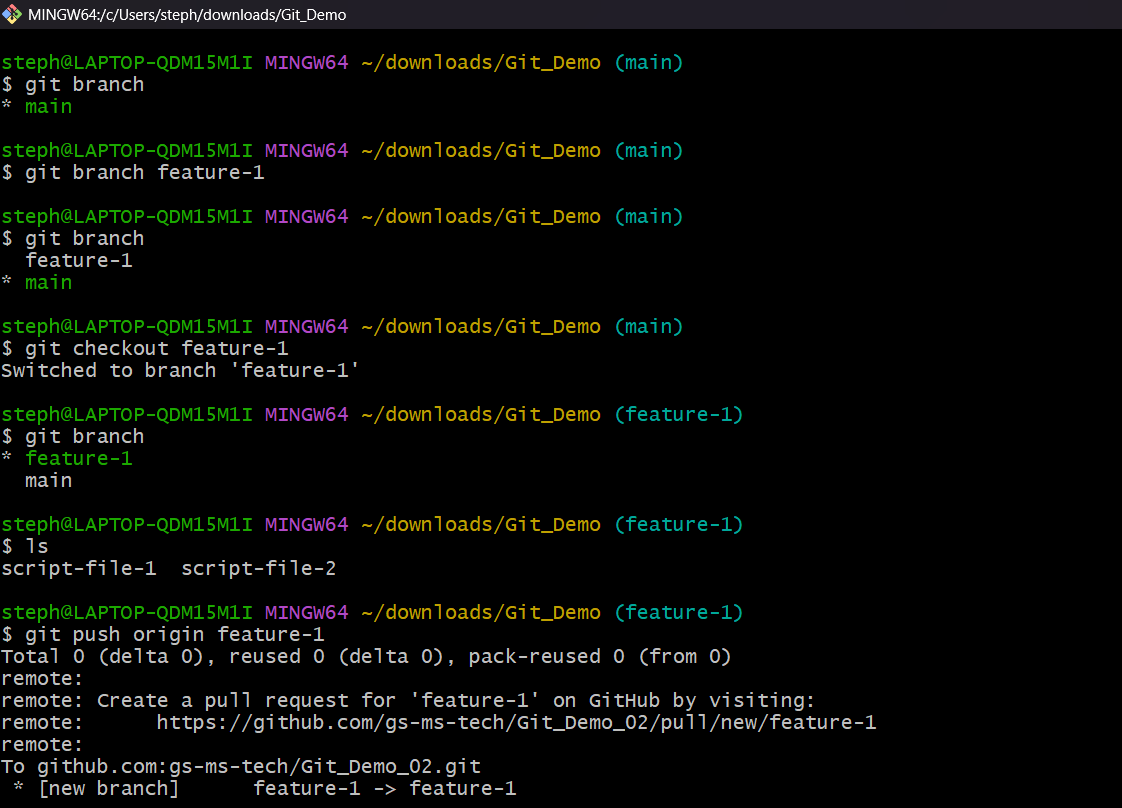 MINGW64:/c/Users/steph/downloads/Git_Demo
steph@LAPTOP-QDM15M1I MINGW64 ~/downloads/Git_Demo (main)
$ git branch
* main
steph@LAPTOP-QDM15M1I MINGW64 ~/downloads/Git_Demo (main)
$ git branch feature-1
steph@LAPTOP-QDM15M1I MINGW64 ~/downloads/Git_Demo (main)
$ git branch
  feature-1
* main
steph@LAPTOP-QDM15M1I MINGW64 ~/downloads/Git_Demo (main)
$ git checkout feature-1
Switched to branch 'feature-1'
steph@LAPTOP-QDM15M1I MINGW64 ~/downloads/Git_Demo (feature-1)
$ git branch
* feature-1
  main
steph@LAPTOP-QDM15M1I MINGW64 ~/downloads/Git_Demo (feature-1)
$ ls
script-file-1  script-file-2
steph@LAPTOP-QDM15M1I MINGW64 ~/downloads/Git_Demo (feature-1)
$ git push origin feature-1
Total 0 (delta 0), reused 0 (delta 0), pack-reused 0 (from 0)
remote:
remote: Create a pull request for 'feature-1' on GitHub by visiting:
remote:      https://github.com/gs-ms-tech/Git_Demo_02/pull/new/feature-1
remote:
To github.com:gs-ms-tech/Git_Demo_02.git
 * [new branch]      feature-1 -> feature-1